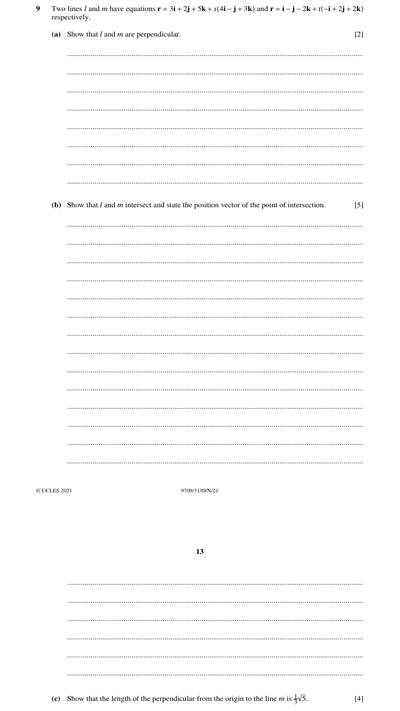 9 Two lines l and m have equations r = 3i + 2j + 5k + s(4i − j + 3k) and r = i − j − 2k + t(−i + 2j + 2k)
respectively.
(a) Show that l and m are perpendicular. [2]
(b) Show that l and m intersect and state the position vector of the point of intersection. [5]
© UCLES 2021 9709/31/O/N/21
13
(c) Show that the length of the perpendicular from the origin to the line m is ⅓√5. [4]